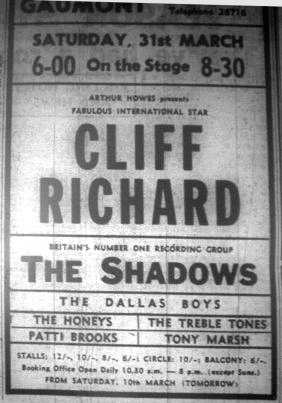 GAUMONT Telephone 26716
SATURDAY, 31st MARCH
6-00 On the Stage 8-30
ARTHUR HOWES presents
FABULOUS INTERNATIONAL STAR
CLIFF
RICHARD
BRITAIN'S NUMBER ONE RECORDING GROUP
THE SHADOWS
THE DALLAS BOYS
THE HONEYS THE TREBLE TONES
PATTI BROOKS TONY MARSH
STALLS: 12/-, 10/-, 8/-, 6/-; CIRCLE: 10/-; BALCONY: 6/-.
Booking Office Open Daily 10.30 a.m. — 8 p.m. (except Suns.)
FROM SATURDAY, 10th MARCH (TOMORROW)